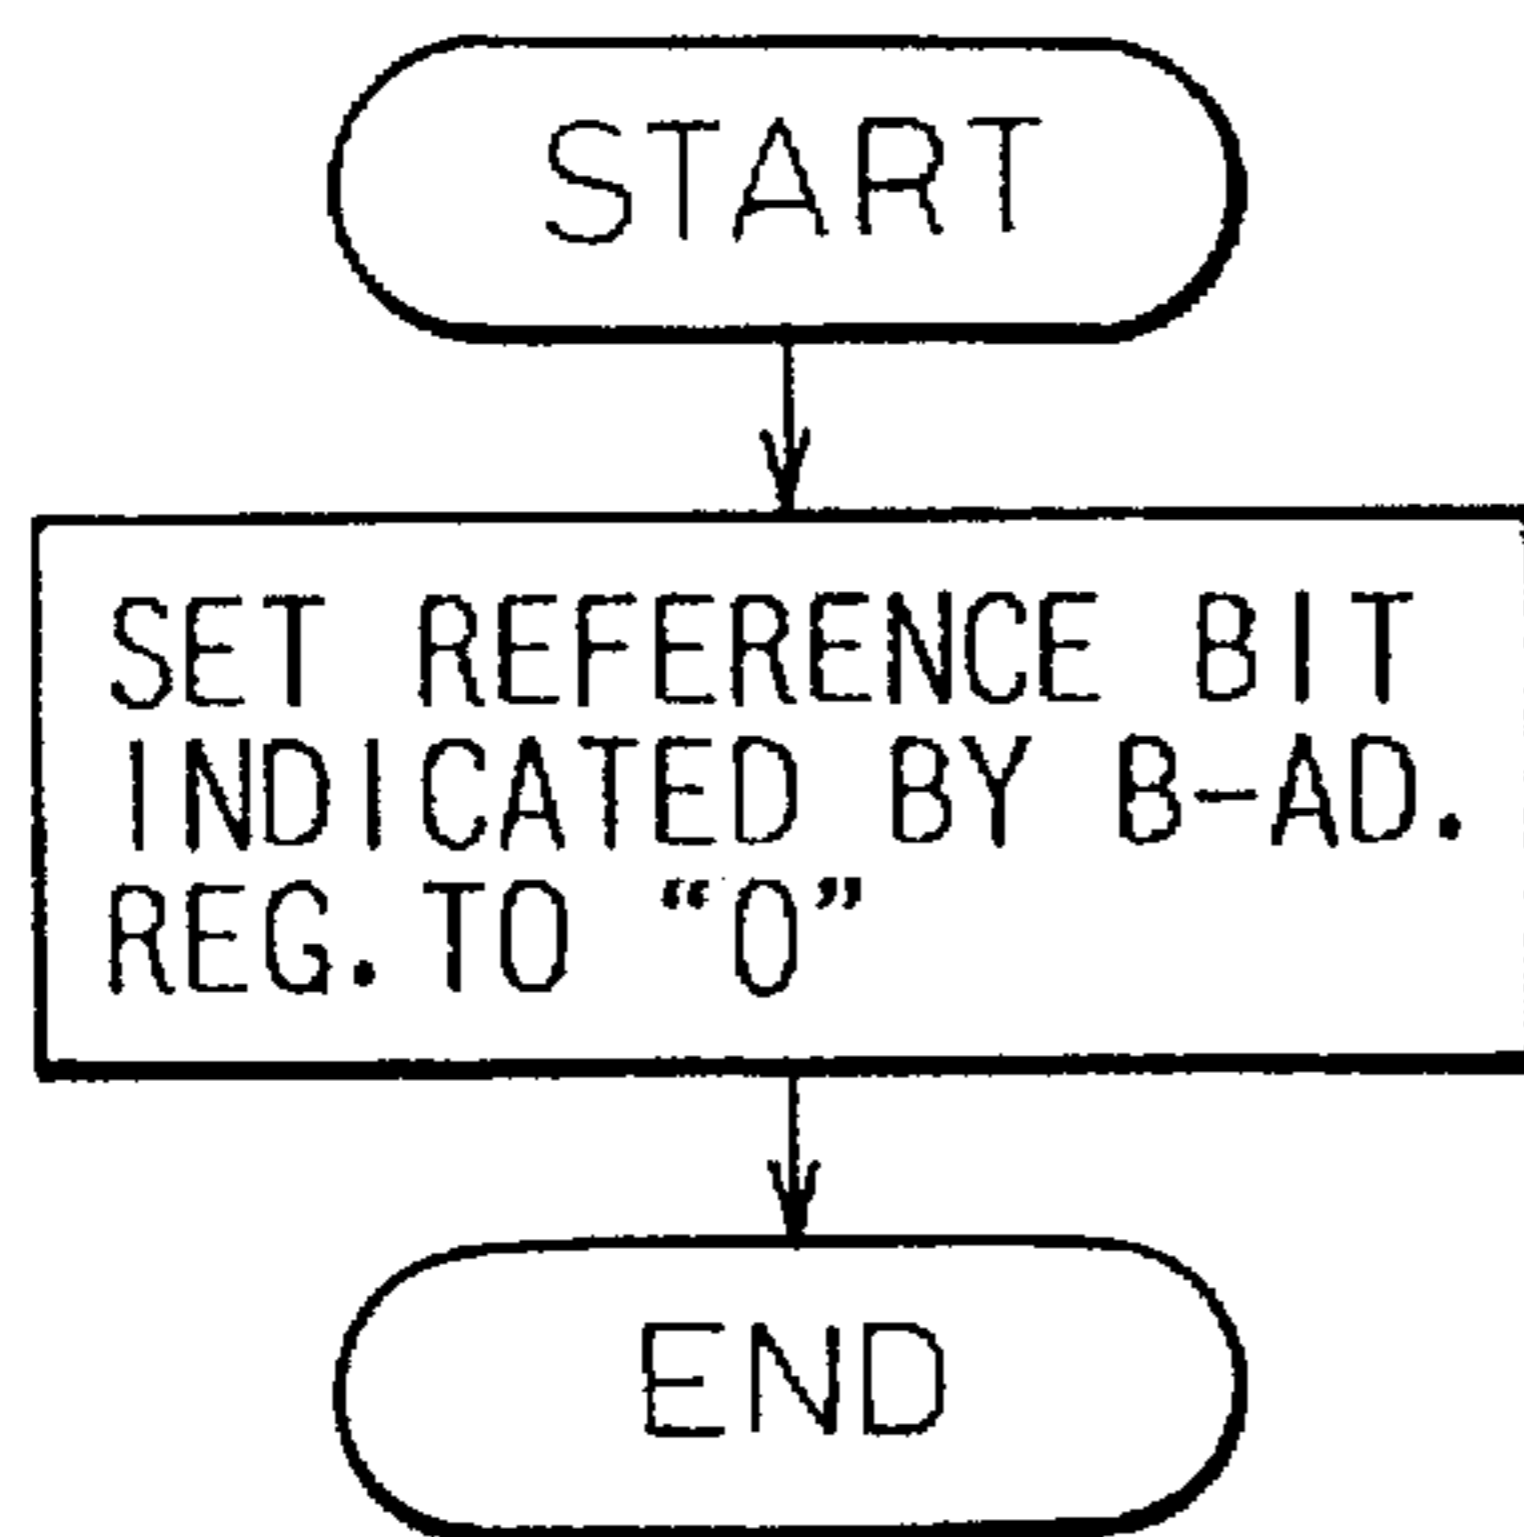 START
SET REFERENCE BIT
INDICATED BY B-AD.
REG. TO “0”
END